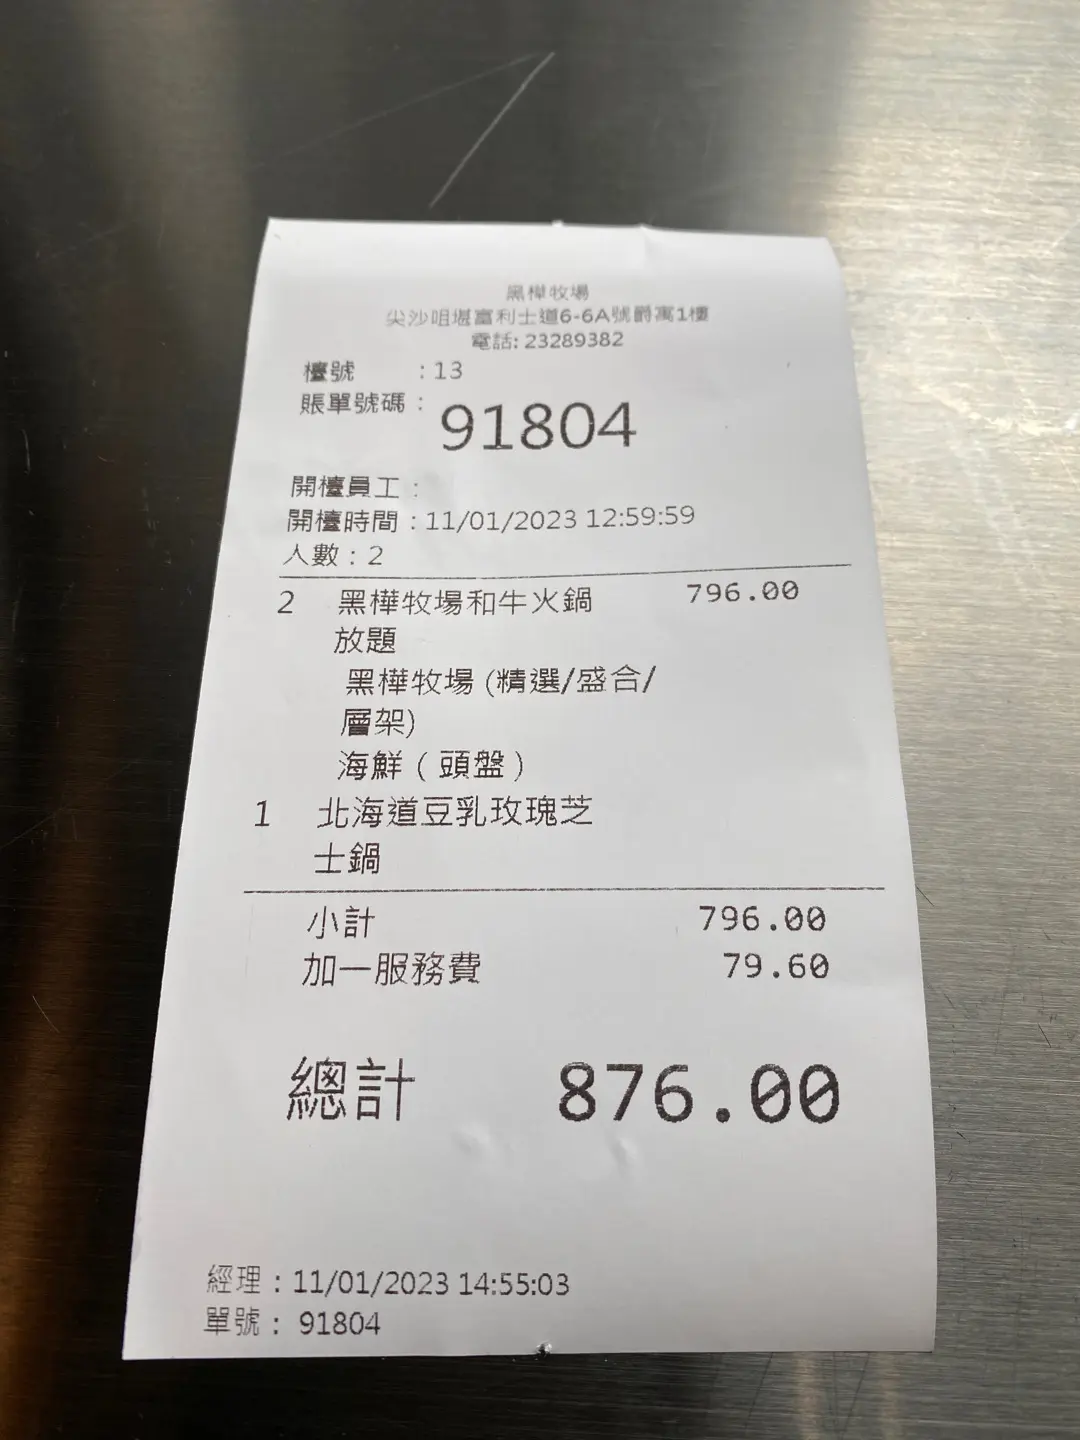 黑樺牧場
尖沙咀堪富利士道6-6A號爵寓1樓
電話: 23289382
檯號 : 13
賬單號碼 : 91804
開檯員工 :
開檯時間 : 11/01/2023 12:59:59
人數 : 2
2 黑樺牧場和牛火鍋 796.00
放題
黑樺牧場 (精選/盛合/
層架)
海鮮 ( 頭盤 )
1 北海道豆乳玫瑰芝
士鍋
小計 796.00
加一服務費 79.60
總計 876.00
經理 : 11/01/2023 14:55:03
單號 : 91804